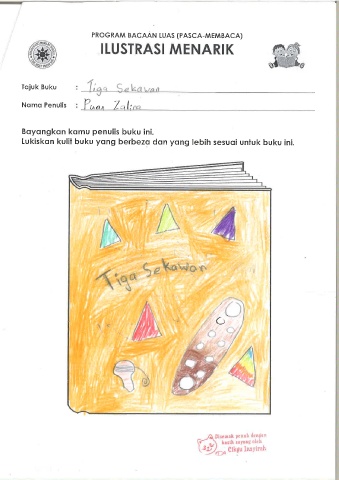 PROGRAM BACAAN LUAS (PASCA-MEMBACA)
ILUSTRASI MENARIK
Tajuk Buku : Tiga Sekawan
Nama Penulis : Puan Zalina
Bayangkan kamu penulis buku ini.
Lukiskan kulit buku yang berbeza dan yang lebih sesuai untuk buku ini.
Tiga Sekawan
Disemak penuh dengan
kasih sayang oleh